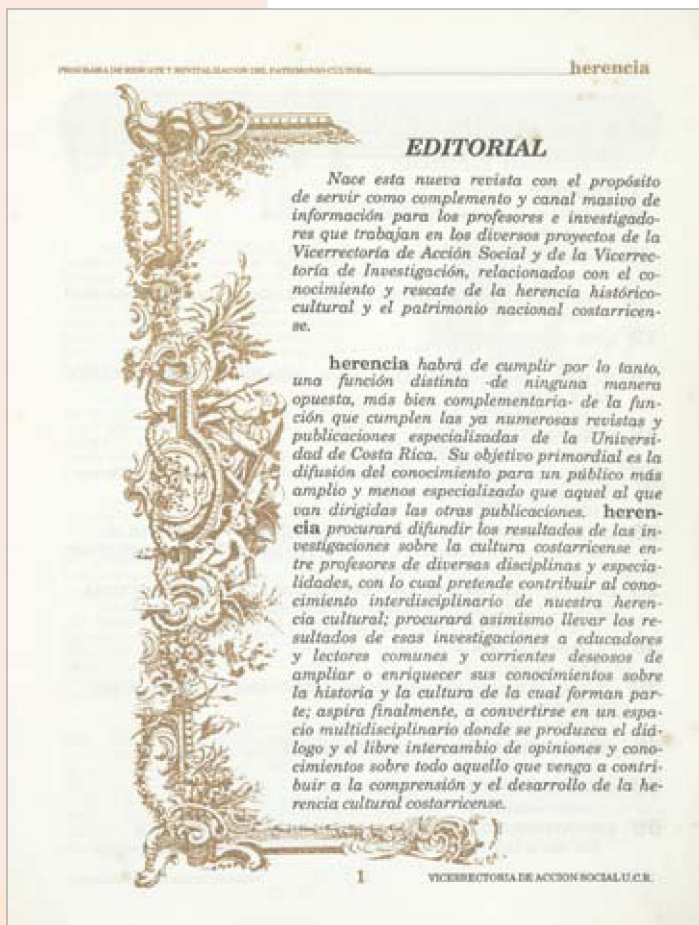 PROGRAMA DE RESCATE Y REVITALIZACION DEL PATRIMONIO CULTURAL
herencia
EDITORIAL
Nace esta nueva revista con el propósito
de servir como complemento y canal masivo de
información para los profesores e investigado-
res que trabajan en los diversos proyectos de la
Vicerrectoría de Acción Social y de la Vicerrec-
toría de Investigación, relacionados con el co-
nocimiento y rescate de la herencia histórico-
cultural y el patrimonio nacional costarricen-
se.
herencia habrá de cumplir por lo tanto,
una función distinta -de ninguna manera
opuesta, más bien complementaria- de la fun-
ción que cumplen las ya numerosas revistas y
publicaciones especializadas de la Universi-
dad de Costa Rica. Su objetivo primordial es la
difusión del conocimiento para un público más
amplio y menos especializado que aquel al que
van dirigidas las otras publicaciones. heren-
cia procurará difundir los resultados de las in-
vestigaciones sobre la cultura costarricense en-
tre profesores de diversas disciplinas y especia-
lidades, con lo cual pretende contribuir al cono-
cimiento interdisciplinario de nuestra heren-
cia cultural; procurará asimismo llevar los re-
sultados de esas investigaciones a educadores
y lectores comunes y corrientes deseosos de
ampliar o enriquecer sus conocimientos sobre
la historia y la cultura de la cual forman par-
te; aspira finalmente, a convertirse en un espa-
cio multidisciplinario donde se produzca el diá-
logo y el libre intercambio de opiniones y cono-
cimientos sobre todo aquello que venga a contri-
buir a la comprensión y el desarrollo de la he-
rencia cultural costarricense.
1
VICERRECTORIA DE ACCION SOCIAL U.C.R.